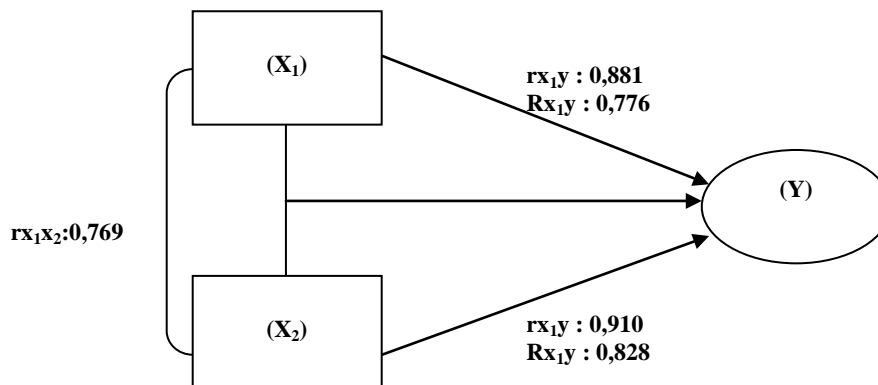 (X₁)
rx₁y : 0,881
Rx₁y : 0,776
(Y)
rx₁x₂:0,769
(X₂)
rx₁y : 0,910
Rx₁y : 0,828